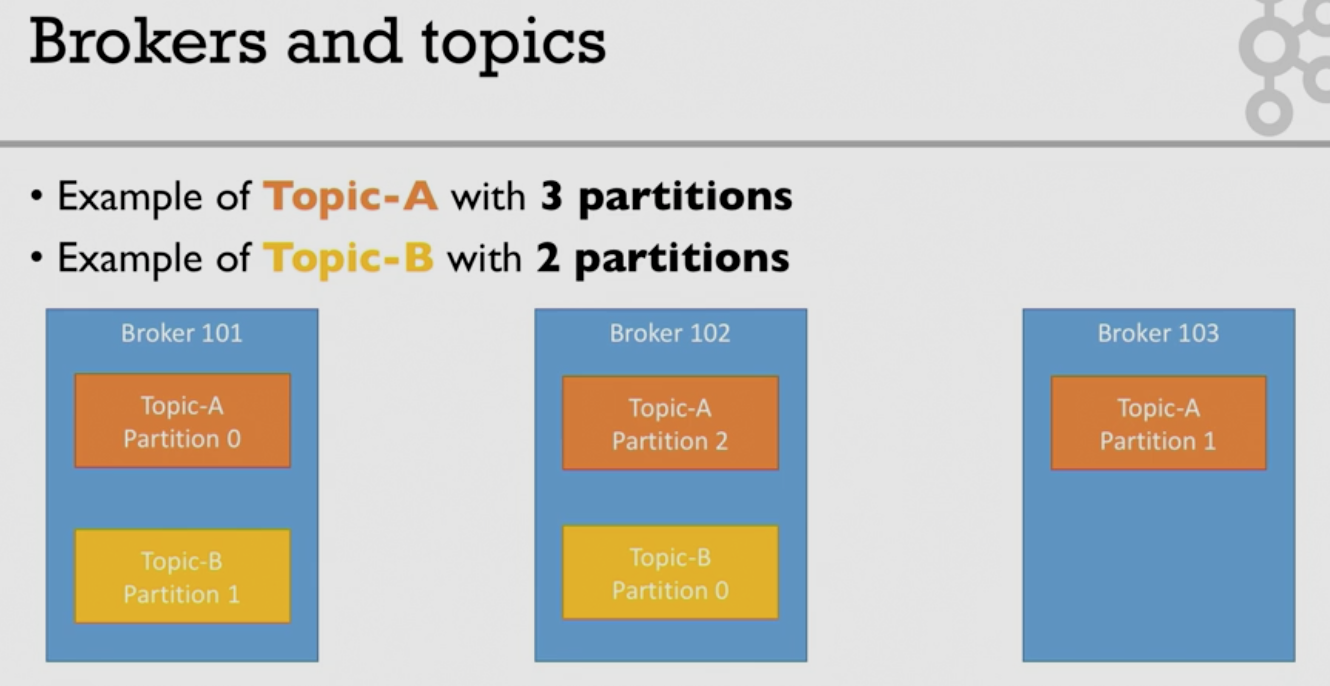 Brokers and topics
• Example of Topic-A with 3 partitions
• Example of Topic-B with 2 partitions
Broker 101
Topic-A
Partition 0
Topic-B
Partition 1
Broker 102
Topic-A
Partition 2
Topic-B
Partition 0
Broker 103
Topic-A
Partition 1